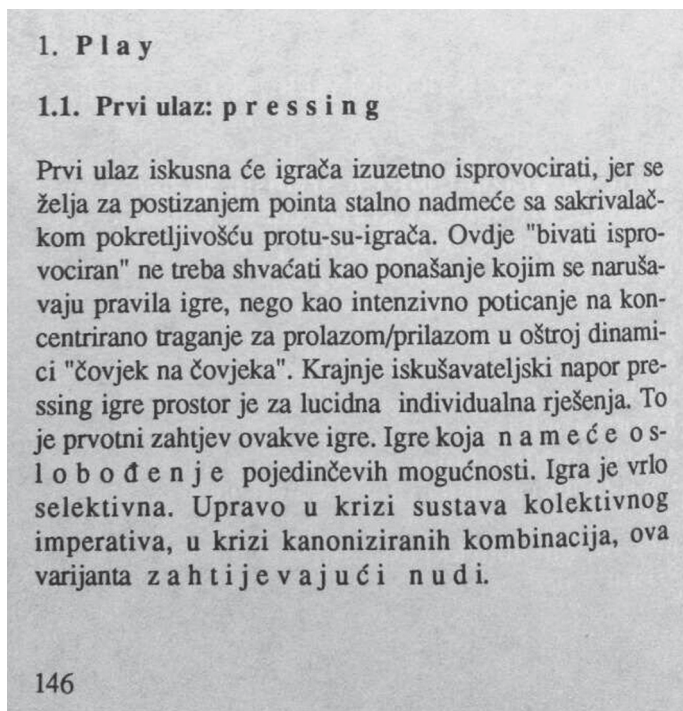 1. P l a y
1.1. Prvi ulaz: p r e s s i n g
Prvi ulaz iskusna će igrača izuzetno isprovocirati, jer se
želja za postizanjem pointa stalno nadmeće sa sakrivalač-
kom pokretljivošću protu-su-igrača. Ovdje "bivati ispro-
vociran" ne treba shvaćati kao ponašanje kojim se naruša-
vaju pravila igre, nego kao intenzivno poticanje na kon-
centrirano traganje za prolazom/prilazom u oštroj dinami-
ci "čovjek na čovjeka". Krajnje iskušavateljski napor pre-
ssing igre prostor je za lucidna individualna rješenja. To
je prvotni zahtjev ovakve igre. Igre koja n a m e ć e o s-
l o b o đ e n j e pojedinčevih mogućnosti. Igra je vrlo
selektivna. Upravo u krizi sustava kolektivnog
imperativa, u krizi kanoniziranih kombinacija, ova
varijanta z a h t i j e v a j u ć i n u d i.
146